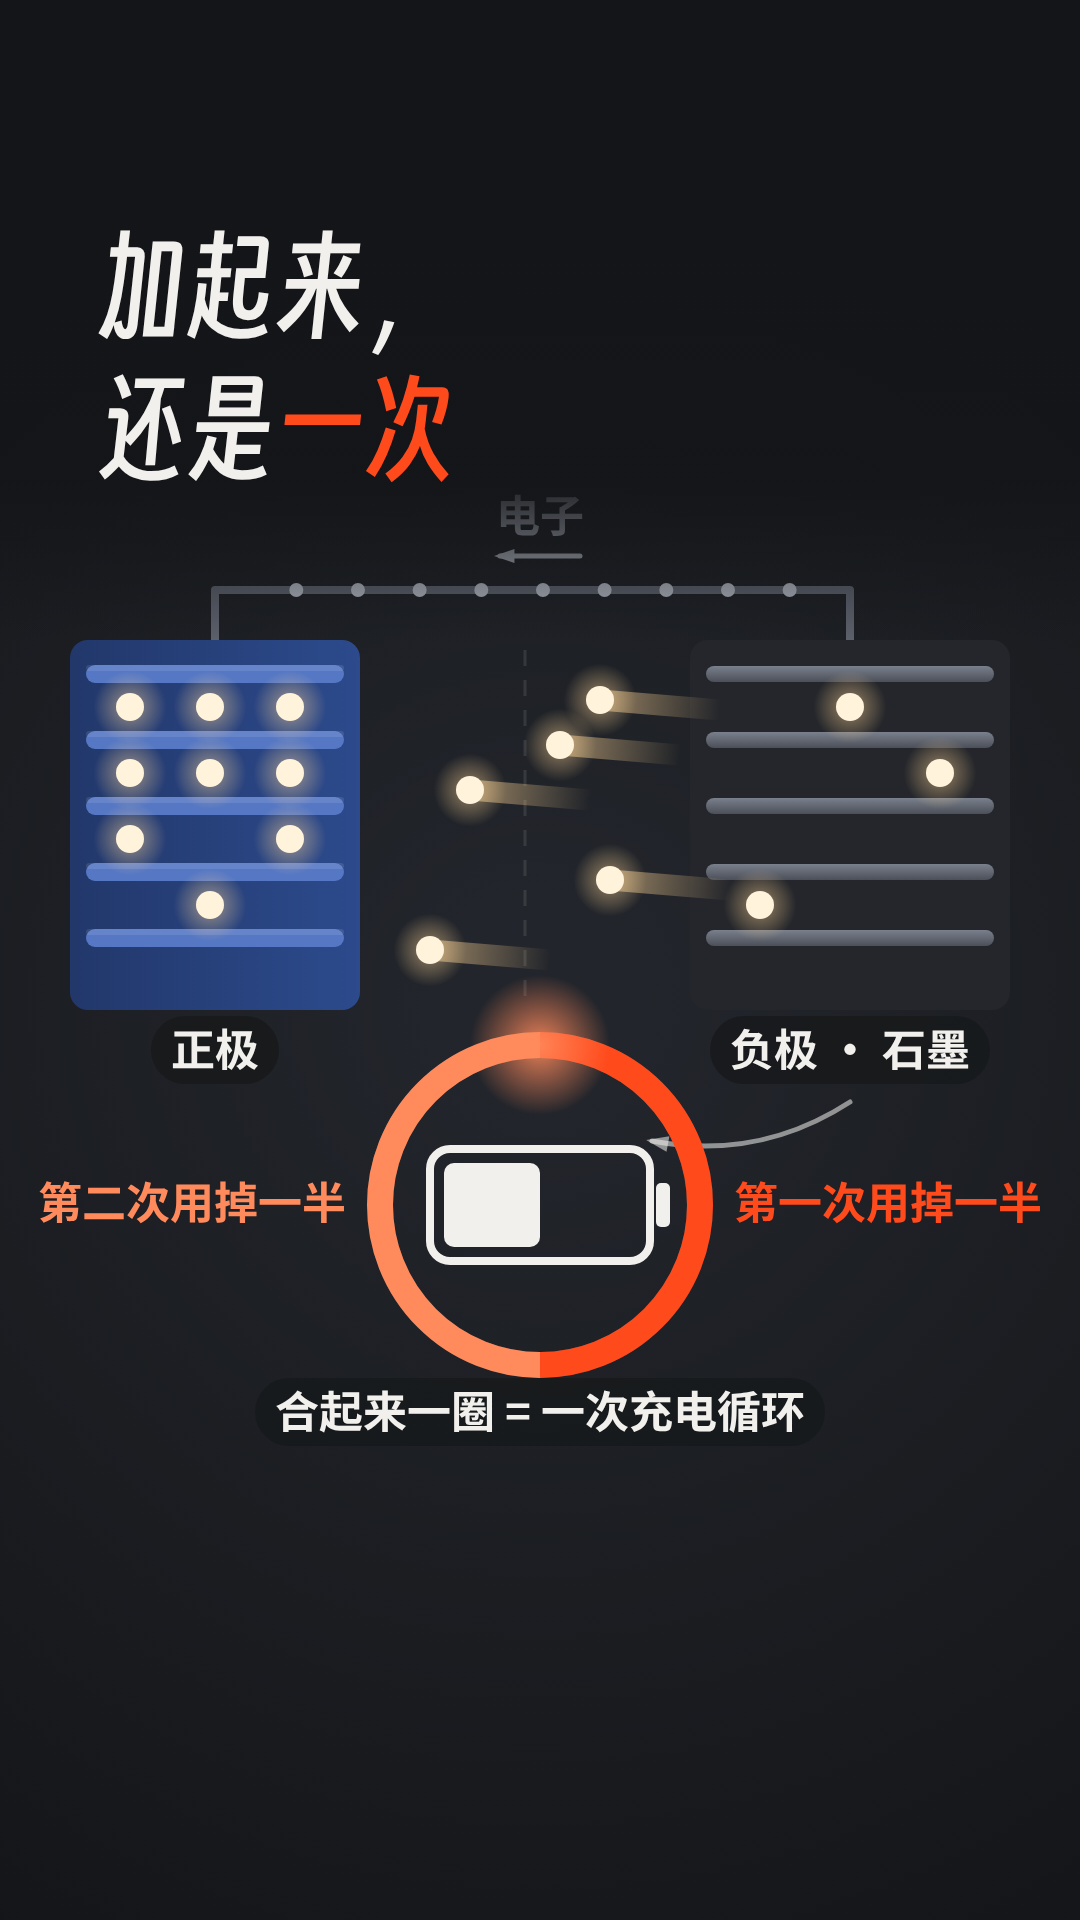 加起来，
还是一次
电子
正极
负极 · 石墨
第二次用掉一半
第一次用掉一半
合起来一圈 = 一次充电循环